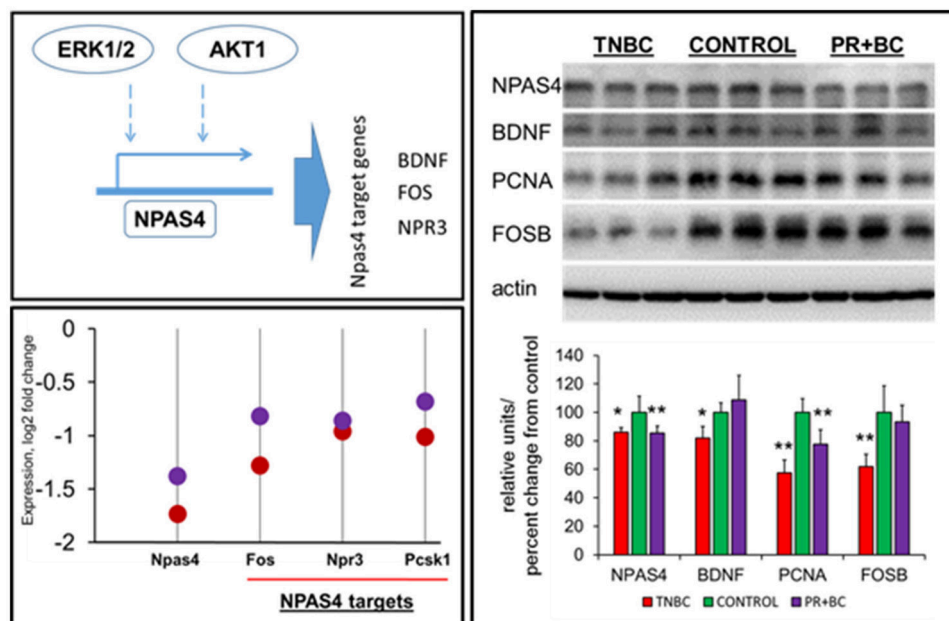 ERK1/2
AKT1
NPAS4
Npas4 target genes
BDNF
FOS
NPR3
Expression, log2 fold change
0
-0.5
-1
-1.5
-2
Npas4
Fos
Npr3
Pcsk1
NPAS4 targets
TNBC CONTROL PR+BC
NPAS4
BDNF
PCNA
FOSB
actin
relative units/
percent change from control
140
120
100
80
60
40
20
0
* ** * ** ** **
NPAS4 BDNF PCNA FOSB
TNBC CONTROL PR+BC